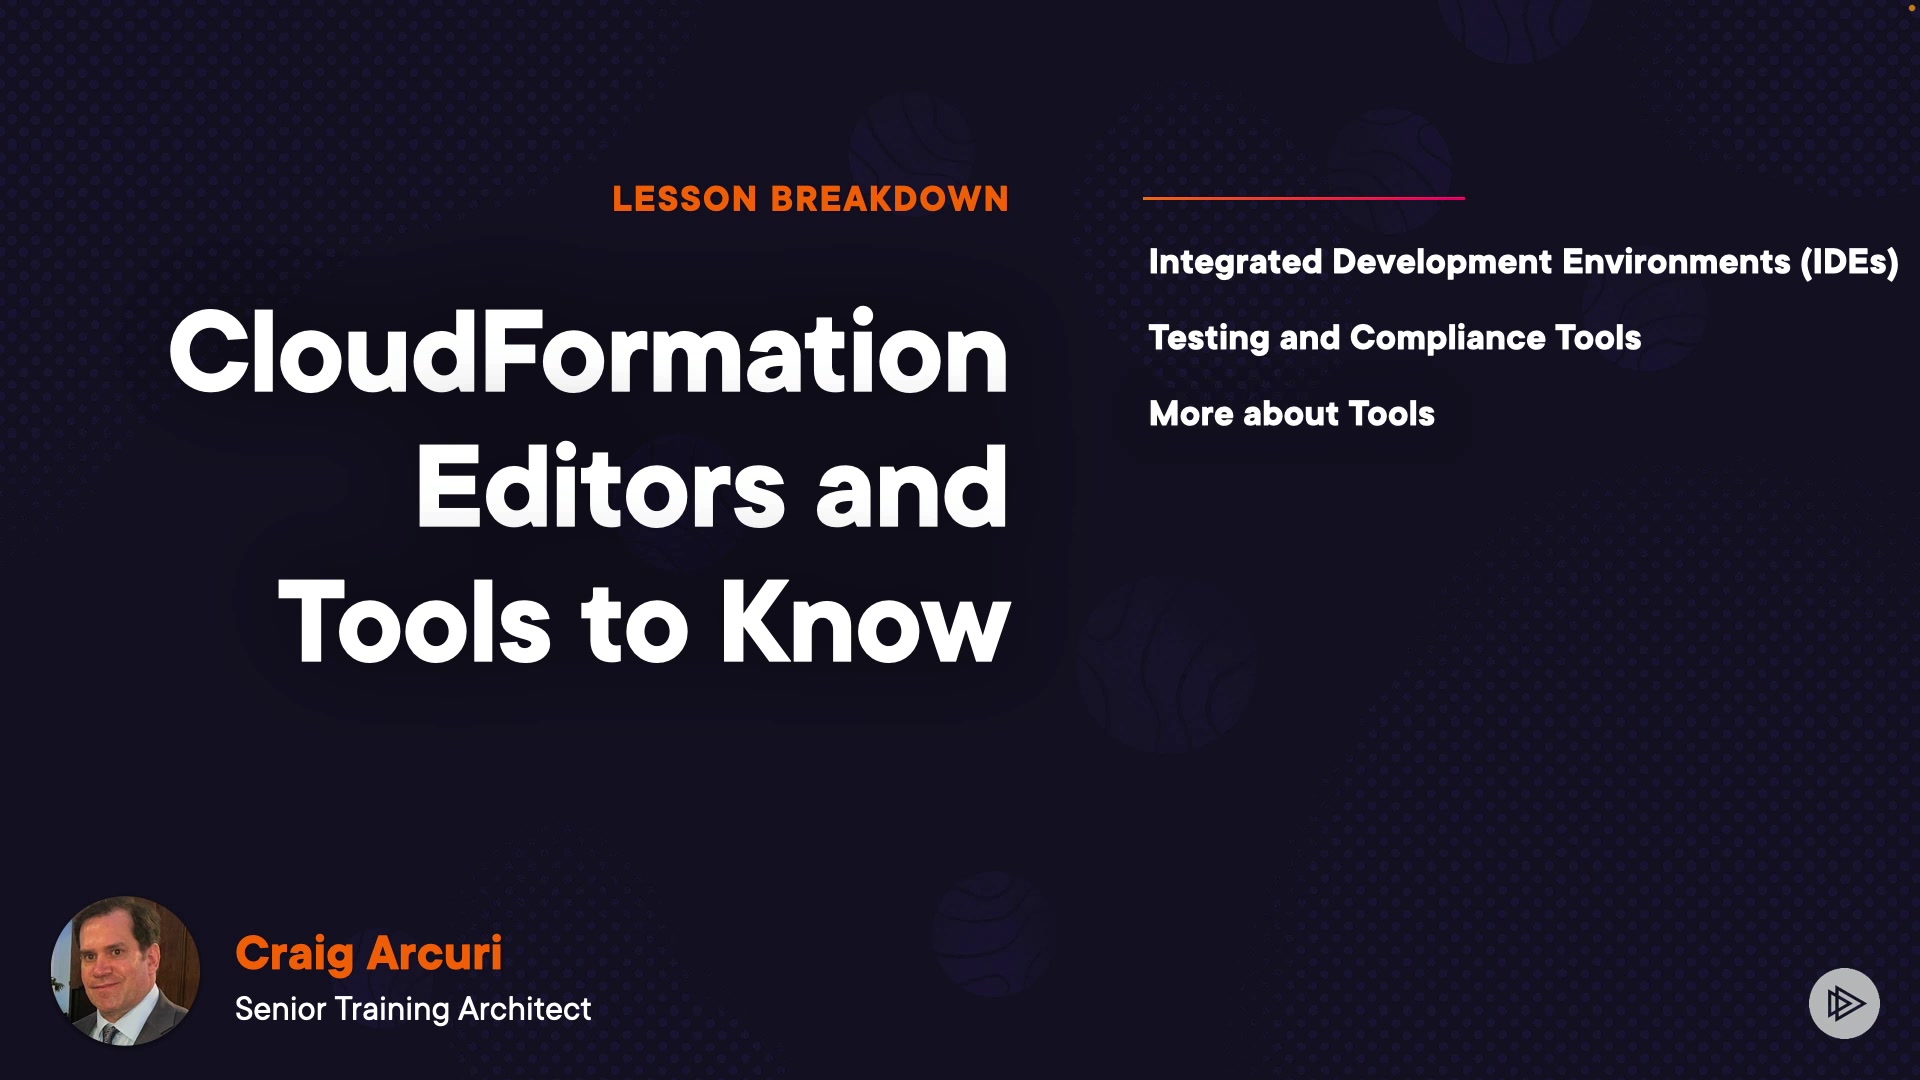 LESSON BREAKDOWN
CloudFormation
Editors and
Tools to Know
Integrated Development Environments (IDEs)
Testing and Compliance Tools
More about Tools
Craig Arcuri
Senior Training Architect